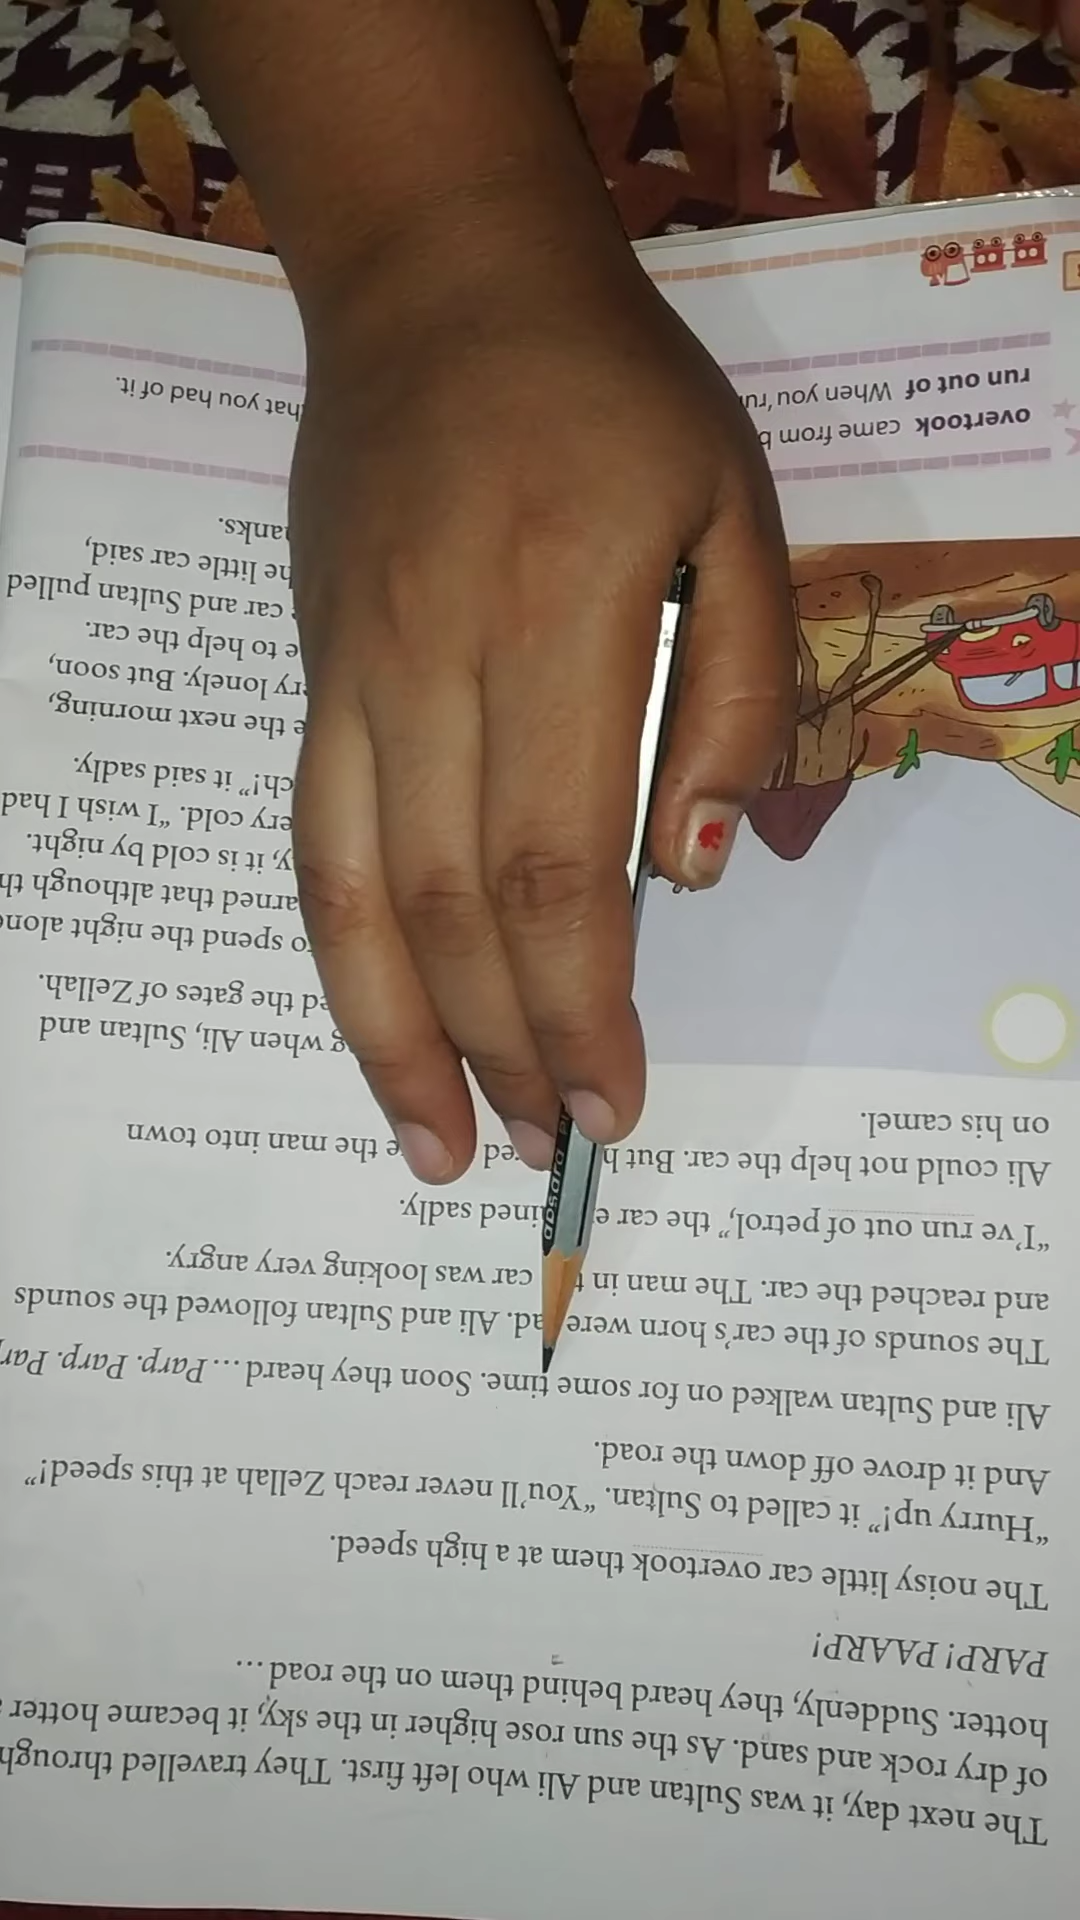 The next day, it was Sultan and Ali who left first. They travelled through
of dry rock and sand. As the sun rose higher in the sky, it became hotter
hotter. Suddenly, they heard behind them on the road …
PARP! PAARP!
The noisy little car overtook them at a high speed.
“Hurry up!” it called to Sultan. “You’ll never reach Zellah at this speed!”
And it drove off down the road.
Ali and Sultan walked on for some time. Soon they heard … Parp. Parp. Par
The sounds of the car’s horn were ad. Ali and Sultan followed the sounds
and reached the car. The man in t car was looking very angry.
“I’ve run out of petrol,” the car e ined sadly.
Ali could not help the car. But h red e the man into town
on his camel.
g when Ali, Sultan and
ed the gates of Zellah.
to spend the night alon
arned that although th
y, it is cold by night.
ery cold. “I wish I had
ch!” it said sadly.
e the next morning,
ery lonely. But soon,
e to help the car.
car and Sultan pulled
he little car said,
anks.
overtook came from b
run out of When you ’ru hat you had of it.
apsara